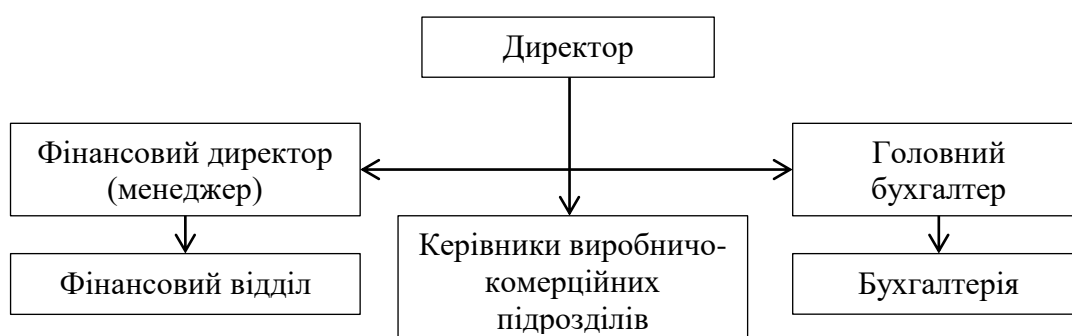 Директор
Фінансовий директор
(менеджер)
Головний
бухгалтер
Керівники виробничо-
комерційних
підрозділів
Фінансовий відділ
Бухгалтерія